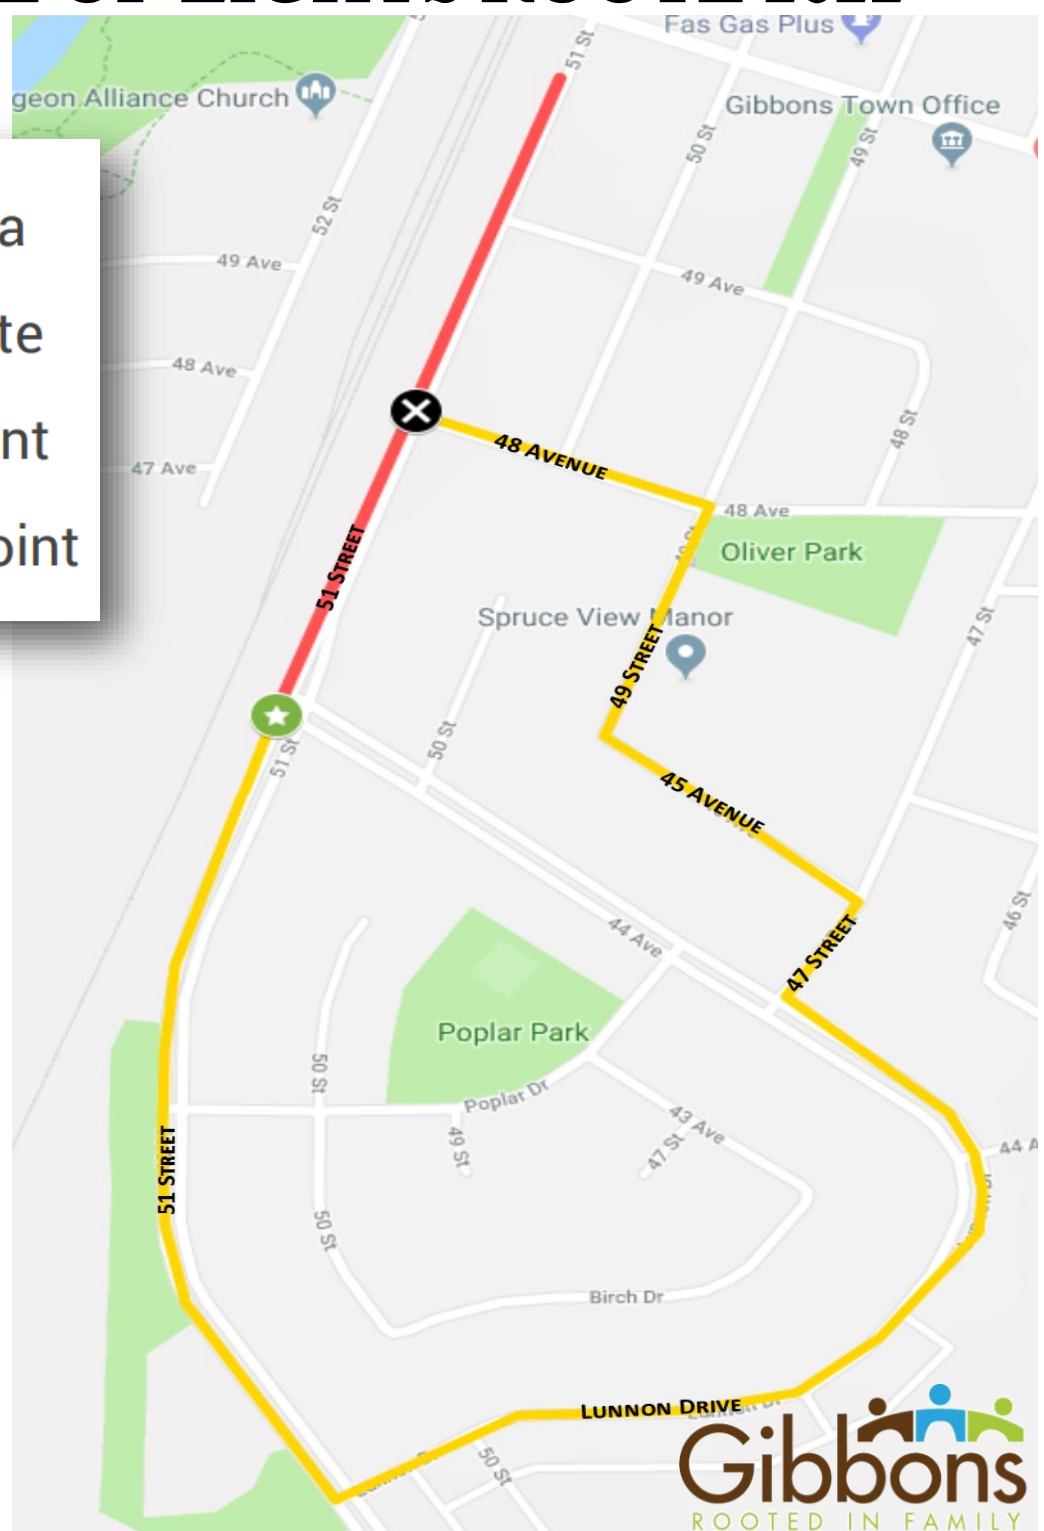 51 St
Fas Gas Plus
geon Alliance Church
Gibbons Town Office
50 St
49 St
a
52 St
49 Ave
49 Ave
te
48 Ave
48 St
nt
47 Ave
48 AVENUE
48 Ave
oint
Oliver Park
51 STREET
Spruce View Manor
47 St
49 STREET
50 St
51 St
45 AVENUE
46 St
44 Ave
47 STREET
Poplar Park
50 St
Poplar Dr
43 Ave
49 St
47 St
44 A
51 STREET
50 St
Birch Dr
LUNNON DRIVE
50 St
Gibbons
ROOTED IN FAMILY